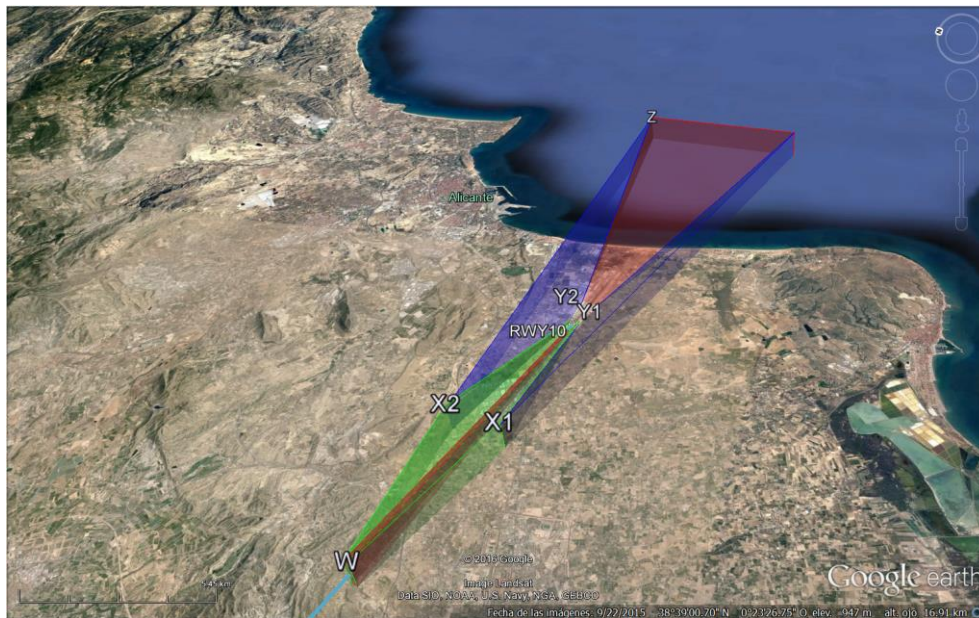 Z
Alicante
Y2
Y1
RWY10
X2
X1
W
© 2016 Google
Image Landsat
Data SIO, NOAA, U.S. Navy, NGA, GEBCO
Google earth
Fecha de las imágenes: 9/22/2015 38°39'00.70" N 0°23'26.75" O elev. 947 m alt. ojo 16.91 km